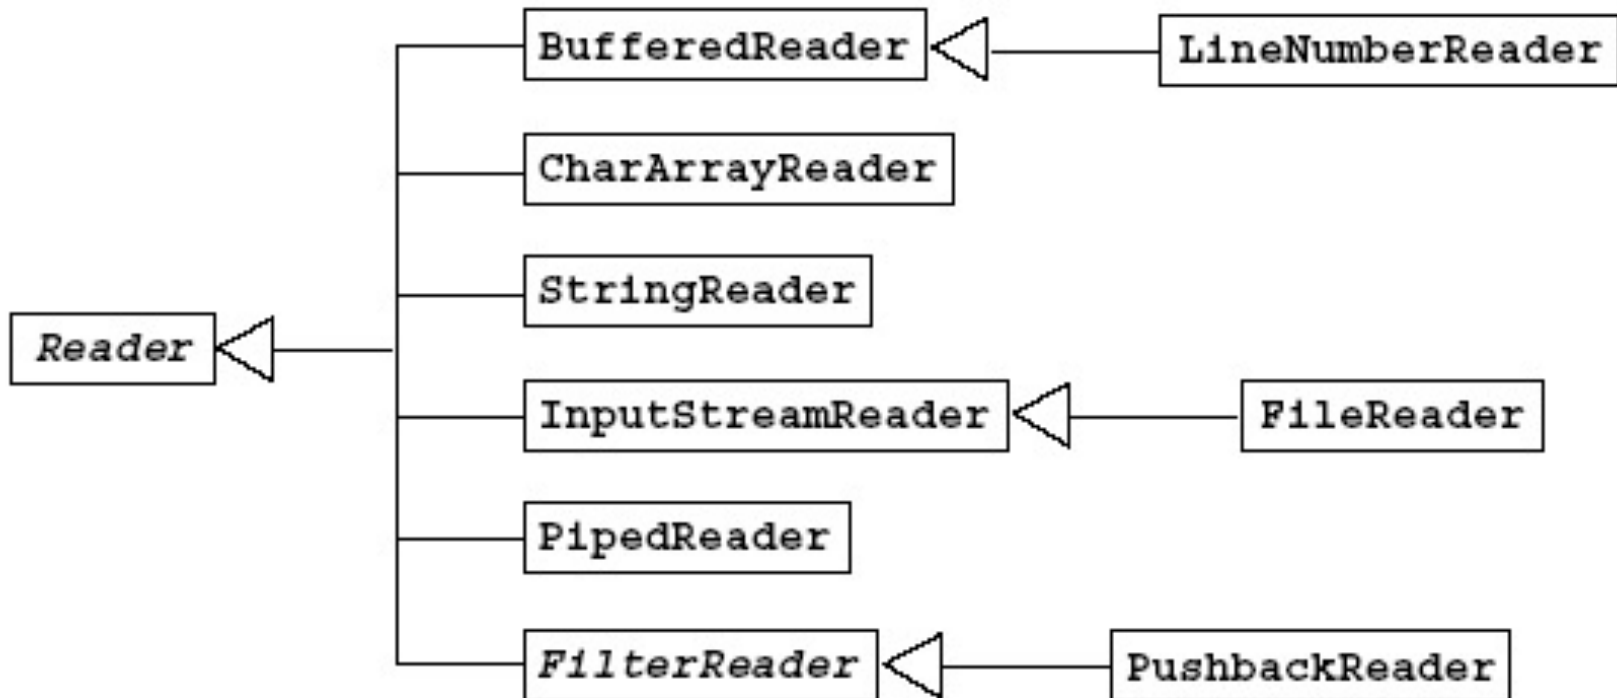 BufferedReader
LineNumberReader
CharArrayReader
StringReader
Reader
InputStreamReader
FileReader
PipedReader
FilterReader
PushbackReader